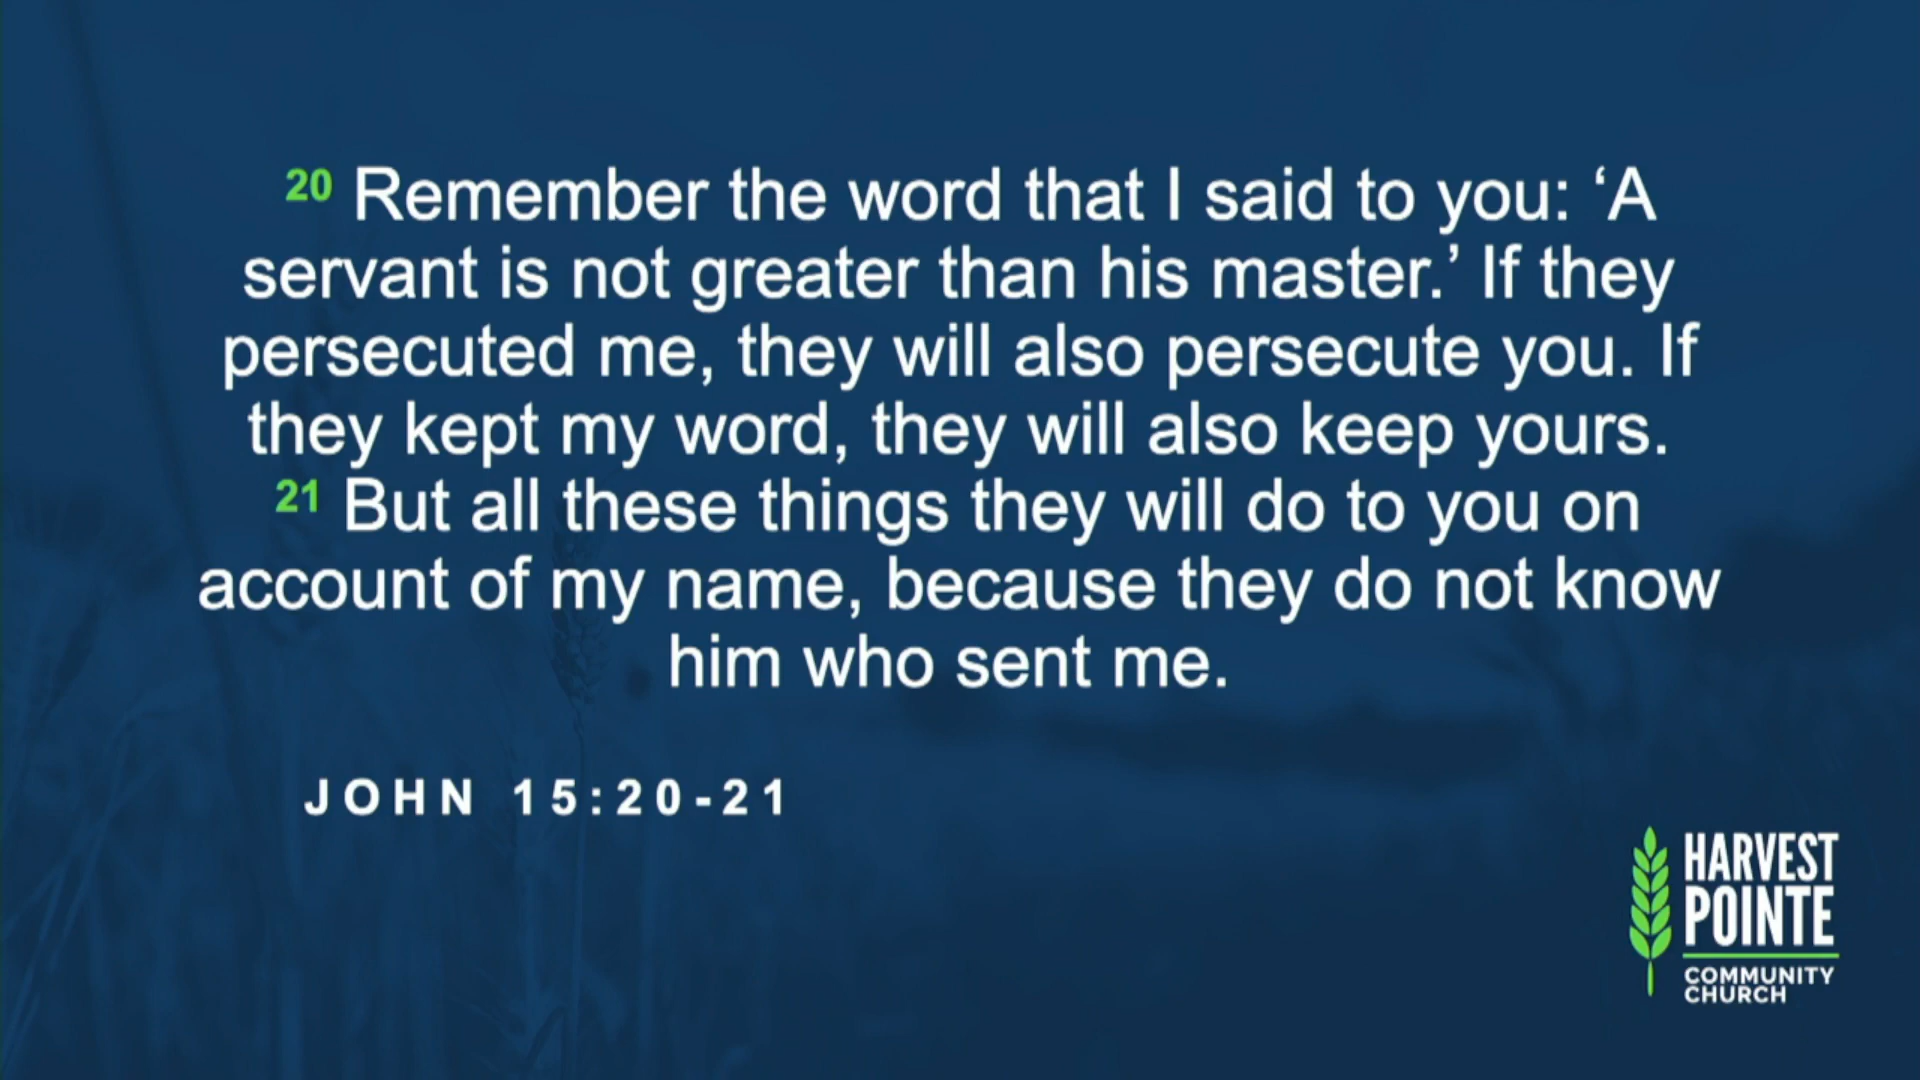 20 Remember the word that I said to you: ‘A
servant is not greater than his master.’ If they
persecuted me, they will also persecute you. If
they kept my word, they will also keep yours.
21 But all these things they will do to you on
account of my name, because they do not know
him who sent me.
JOHN 15:20-21
HARVEST
POINTE
COMMUNITY
CHURCH